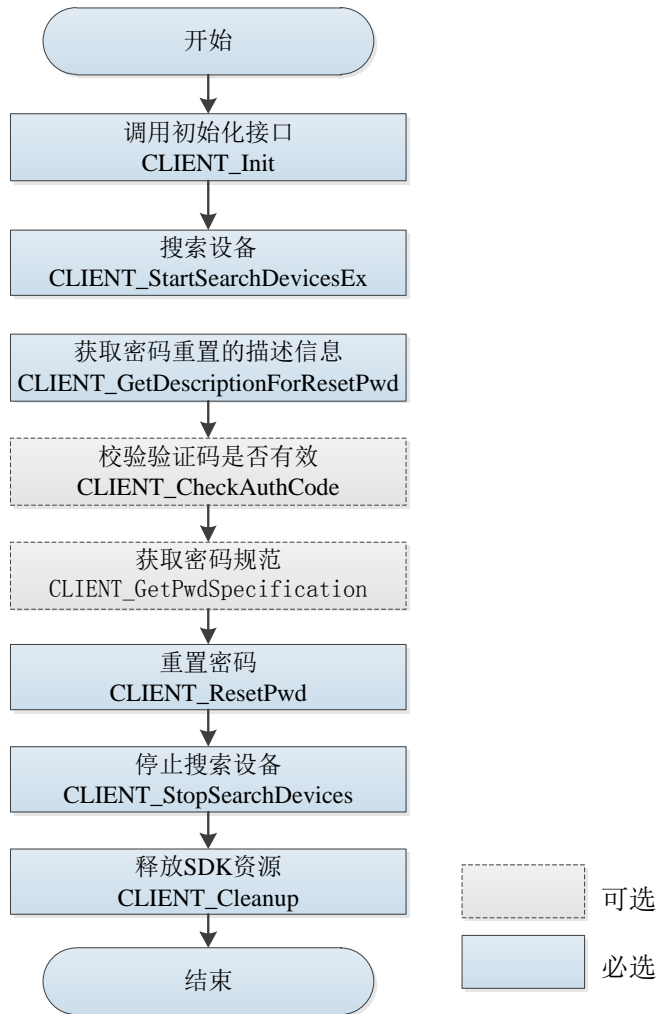 开始
调用初始化接口
CLIENT_Init
搜索设备
CLIENT_StartSearchDevicesEx
获取密码重置的描述信息
CLIENT_GetDescriptionForResetPwd
校验验证码是否有效
CLIENT_CheckAuthCode
获取密码规范
CLIENT_GetPwdSpecification
重置密码
CLIENT_ResetPwd
停止搜索设备
CLIENT_StopSearchDevices
释放SDK资源
CLIENT_Cleanup
结束
可选
必选